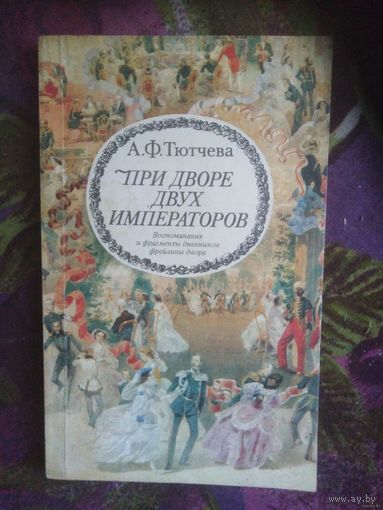 А.Ф.Тютчева
ПРИ ДВОРЕ
ДВУХ
ИМПЕРАТОРОВ
Воспоминания
и фрагменты дневников
фрейлины двора
www.ay.by